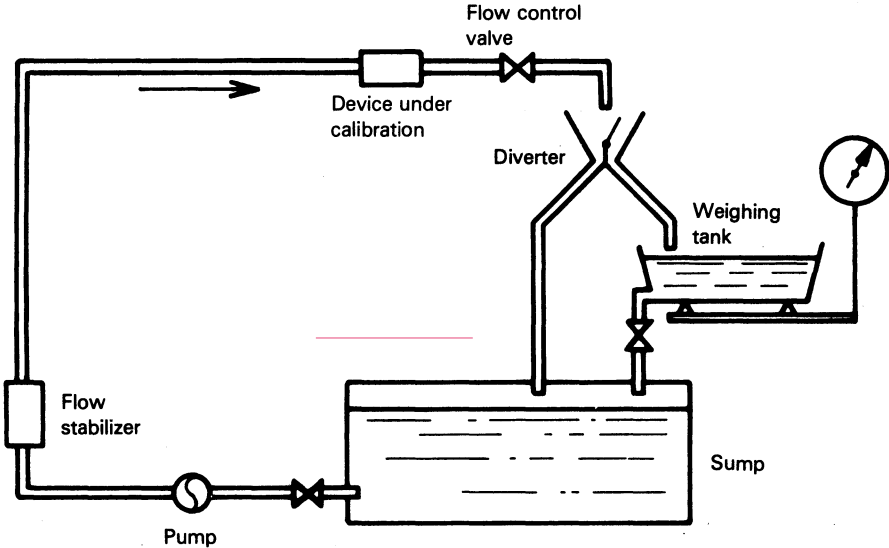 Flow control
valve
Device under
calibration
Diverter
Weighing
tank
Flow
stabilizer
Sump
Pump